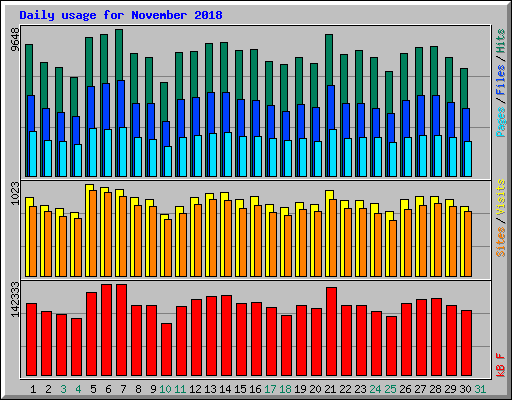 Daily usage for November 2018
9648
Pages / Files / Hits
1023
Sites / Visits
142333
kB F
1 2 3 4 5 6 7 8 9 10 11 12 13 14 15 16 17 18 19 20 21 22 23 24 25 26 27 28 29 30 31